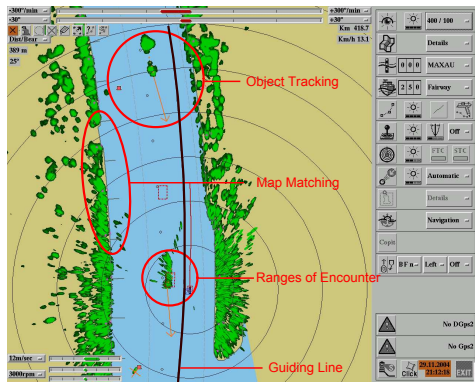 -300°/min
+300°/min
-30°
+30°
Dist/Bear
389 m
25°
Km 418.7
Km/h 13.1
Object Tracking
Map Matching
Ranges of Encounter
Guiding Line
12m/sec
3000rpm
400 / 100
Details
0 0 0
MAXAU
2 5 0
Fairway
Off
FTC
STC
Automatic
Details
Navigation
Copit
BF n
Left
Off
No DGps2
No Gps2
Click
29.11.2004
21:12:18
EXIT